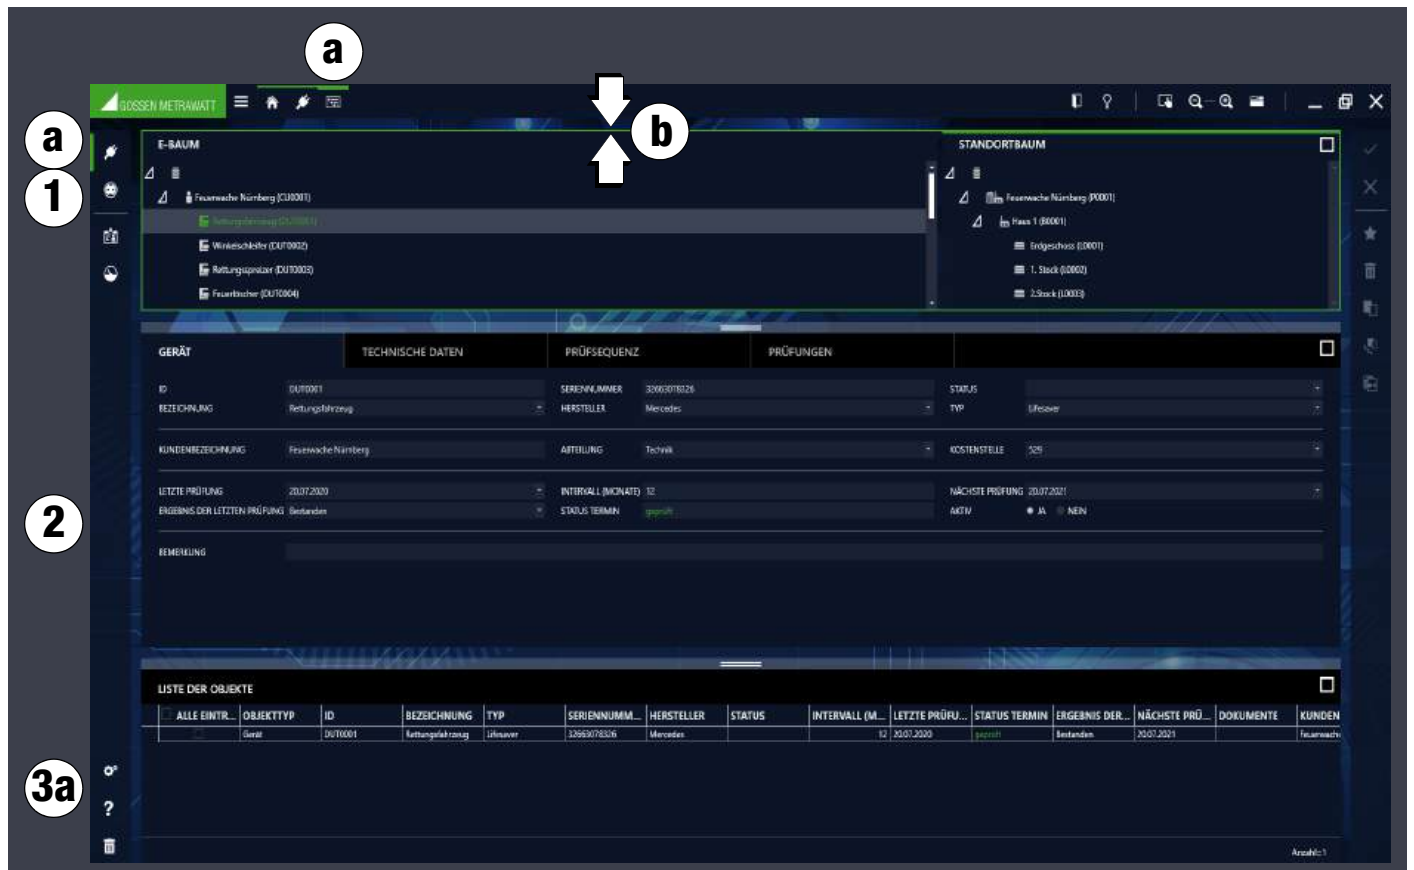 a
GOSSEN METRAWATT
a
b
1
E-BAUM
Feuerwache Nürnberg (CU0001)
Rettungsfahrzeug (DUT0001)
Winkelschleifer (DUT0002)
Rettungsspreizer (DUT0003)
Feuerlöscher (DUT0004)
STANDORTBAUM
Feuerwache Nürnberg (P0001)
Haus 1 (B0001)
Erdgeschoss (L0001)
1. Stock (L0002)
2.Stock (L0003)
GERÄT TECHNISCHE DATEN PRÜFSEQUENZ PRÜFUNGEN
ID DUT0001 SERIENNUMMER 32663078326 STATUS
BEZEICHNUNG Rettungsfahrzeug HERSTELLER Mercedes TYP Lifesaver
KUNDENBEZEICHNUNG Feuerwache Nürnberg ABTEILUNG Technik KOSTENSTELLE 529
2
LETZTE PRÜFUNG 20.07.2020 INTERVALL (MONATE) 12 NÄCHSTE PRÜFUNG 20.07.2021
ERGEBNIS DER LETZTEN PRÜFUNG Bestanden STATUS TERMIN geprüft AKTIV JA NEIN
BEMERKUNG
LISTE DER OBJEKTE
ALLE EINTR... OBJEKTTYP ID BEZEICHNUNG TYP SERIENNUMM... HERSTELLER STATUS INTERVALL (M... LETZTE PRÜFU... STATUS TERMIN ERGEBNIS DER... NÄCHSTE PRÜ... DOKUMENTE KUNDEN
Gerät DUT0001 Rettungsfahrzeug Lifesaver 32663078326 Mercedes 12 20.07.2020 geprüft Bestanden 20.07.2021 Feuerwach
3a
?
Anzahl: 1